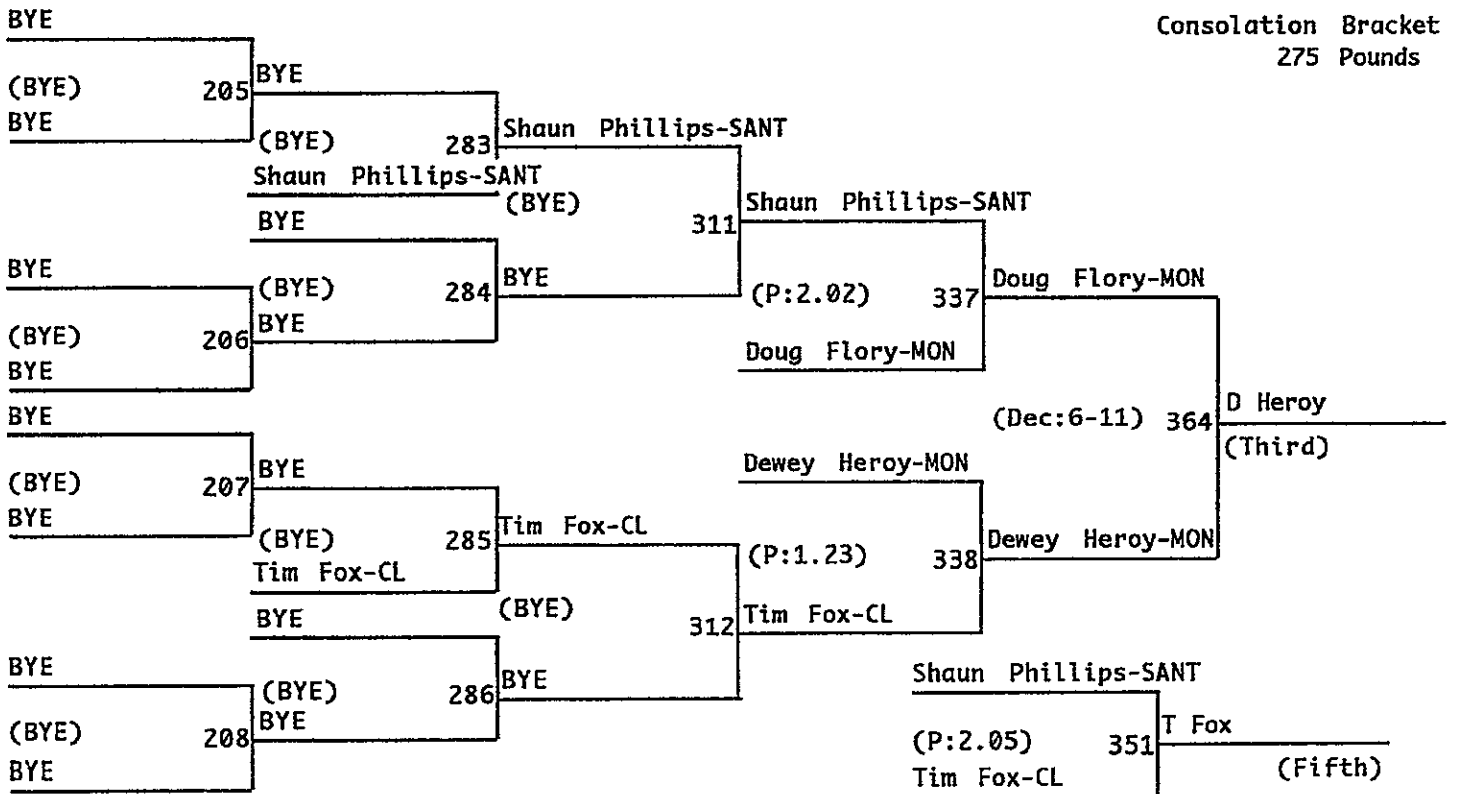 BYE
Consolation Bracket
275 Pounds
(BYE)
205
BYE
BYE
(BYE)
283
Shaun Phillips-SANT
Shaun Phillips-SANT
(BYE)
311
Shaun Phillips-SANT
BYE
BYE
(BYE)
284
BYE
(P:2.02)
337
Doug Flory-MON
(BYE)
206
BYE
BYE
Doug Flory-MON
BYE
(Dec:6-11)
364
D Heroy
(Third)
(BYE)
207
BYE
BYE
Dewey Heroy-MON
(BYE)
285
Tim Fox-CL
(P:1.23)
338
Dewey Heroy-MON
Tim Fox-CL
(BYE)
312
Tim Fox-CL
BYE
BYE
(BYE)
286
BYE
Shaun Phillips-SANT
(BYE)
208
BYE
BYE
(P:2.05)
351
T Fox
(Fifth)
Tim Fox-CL